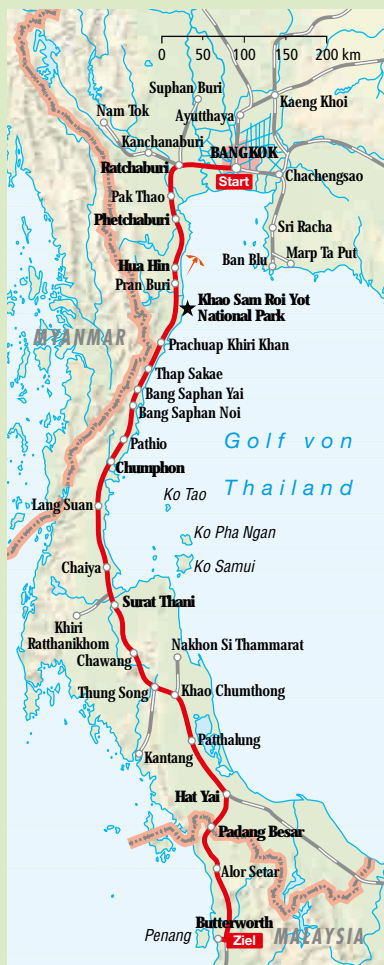 0 50 100 150 200 km
Suphan Buri
Kaeng Khoi
Nam Tok
Ayutthaya
Kanchanaburi
BANGKOK
Ratchaburi
Start
Chachengsao
Pak Thao
Phetchaburi
Sri Racha
Hua Hin
Ban Blu
Marp Ta Put
Pran Buri
Khao Sam Roi Yot
National Park
MYANMAR
Prachuap Khiri Khan
Thap Sakae
Bang Saphan Yai
Bang Saphan Noi
Pathio
Golf von
Thailand
Chumphon
Ko Tao
Lang Suan
Ko Pha Ngan
Chaiya
Ko Samui
Surat Thani
Khiri
Ratthanikhom
Nakhon Si Thammarat
Chawang
Thung Song
Khao Chumthong
Patthalung
Kantang
Hat Yai
Padang Besar
Alor Setar
Butterworth
Penang
Ziel
MALAYSIA